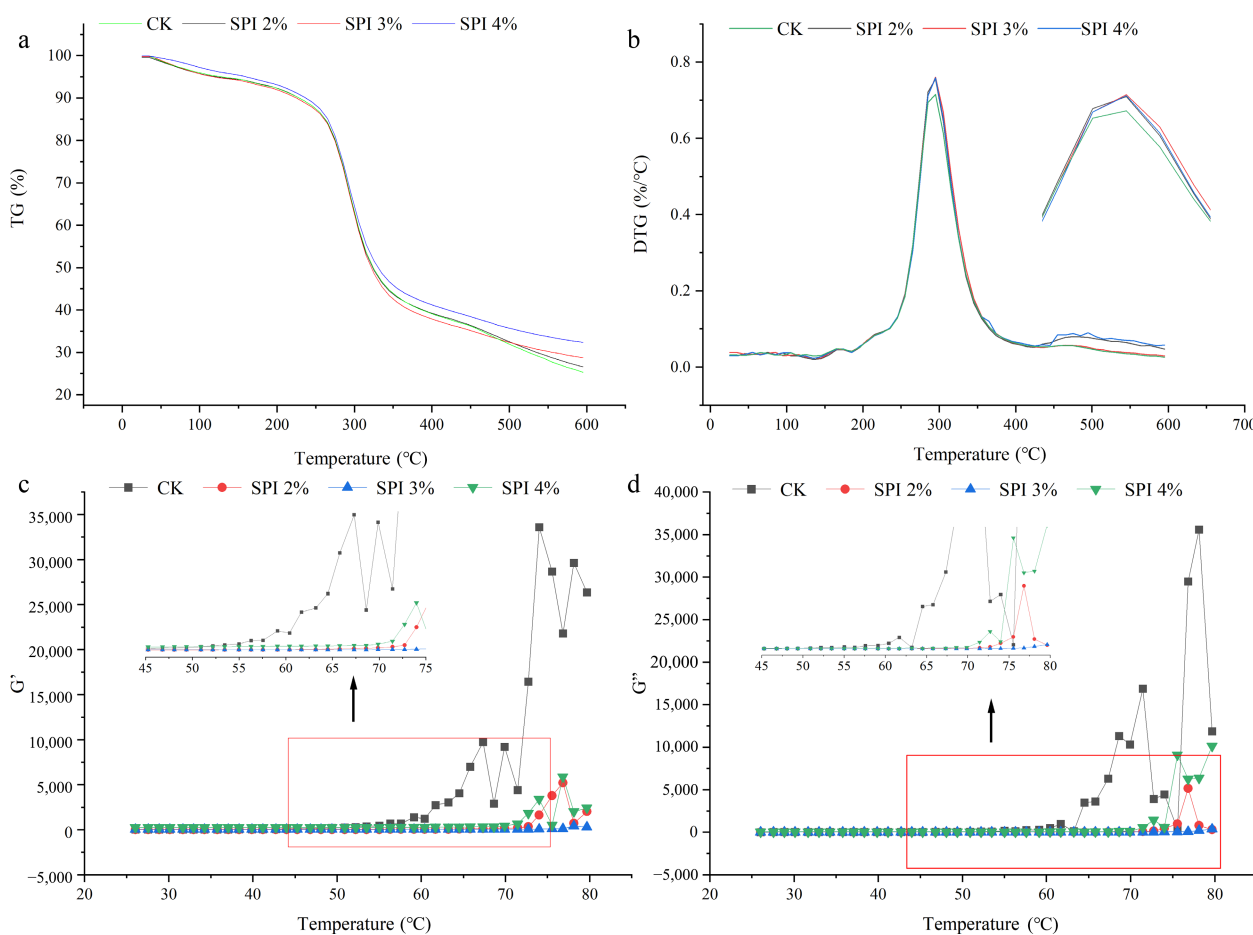 a
CK SPI 2% SPI 3% SPI 4%
100
90
80
70
60
50
40
30
20
TG (%)
0 100 200 300 400 500 600
Temperature (℃)
b
CK SPI 2% SPI 3% SPI 4%
0.8
0.6
0.4
0.2
0.0
DTG (%/℃)
0 100 200 300 400 500 600 700
Temperature (℃)
c
CK SPI 2% SPI 3% SPI 4%
35,000
30,000
25,000
20,000
15,000
10,000
5,000
0
−5,000
G’
45 50 55 60 65 70 75
20 30 40 50 60 70 80 90
Temperature (℃)
d
CK SPI 2% SPI 3% SPI 4%
40,000
35,000
30,000
25,000
20,000
15,000
10,000
5,000
0
−5,000
G”
45 50 55 60 65 70 75 80
20 30 40 50 60 70 80
Temperature (℃)